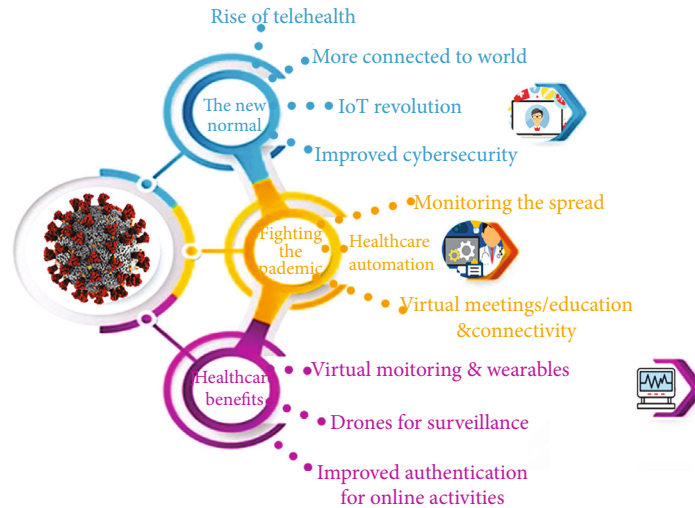 Rise of telehealth
More connected to world
The new
normal
IoT revolution
Improved cybersecurity
Monitoring the spread
Fighting
the
pademic
Healthcare
automation
Virtual meetings/education
&connectivity
Virtual moitoring & wearables
Healthcare
benefits
Drones for surveillance
Improved authentication
for online activities